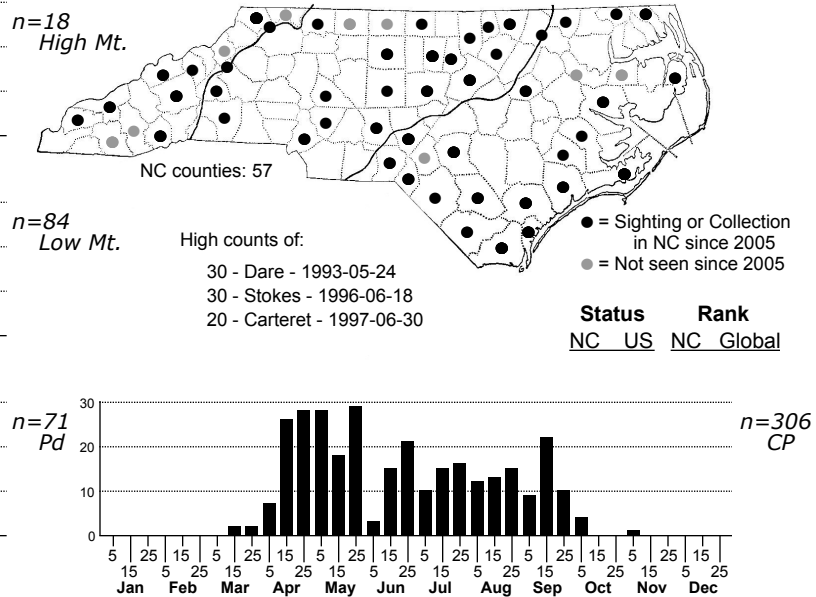 n=18
High Mt.
NC counties: 57
n=84
Low Mt.
High counts of:
30 - Dare - 1993-05-24
30 - Stokes - 1996-06-18
20 - Carteret - 1997-06-30
= Sighting or Collection
in NC since 2005
= Not seen since 2005
Status Rank
NC US NC Global
n=71
Pd
n=306
CP
30
20
10
0
5 25 15 5 25 15 5 25 15 5 25 15 5 25 15 5 25 15
15 5 25 15 5 25 15 5 25 15 5 25 15 5 25 15 5 25
Jan Feb Mar Apr May Jun Jul Aug Sep Oct Nov Dec